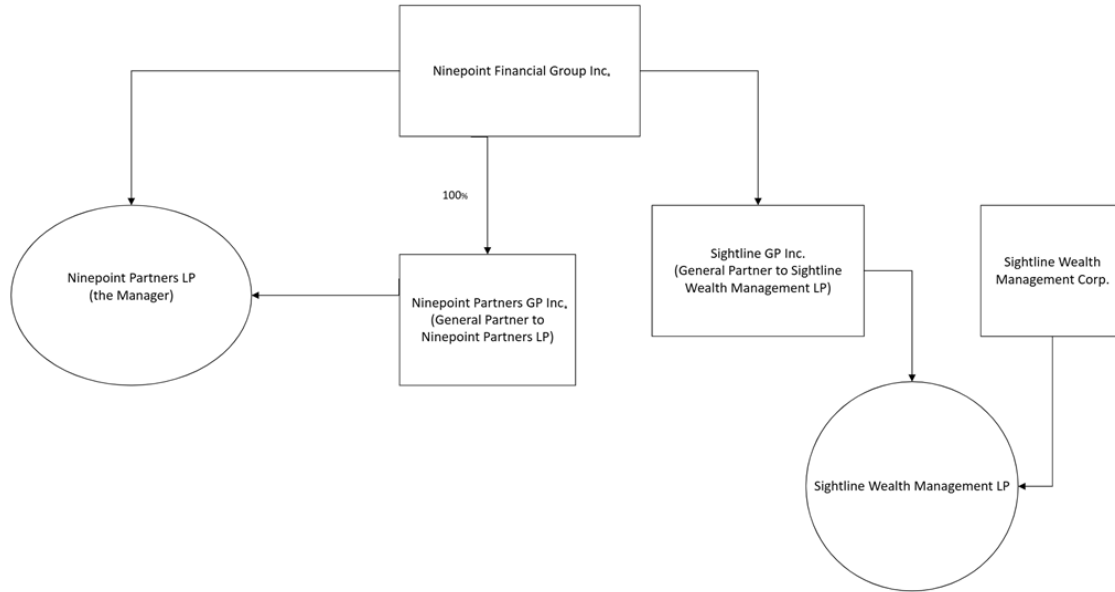 Ninepoint Financial Group Inc.
100%
Ninepoint Partners LP
(the Manager)
Ninepoint Partners GP Inc.
(General Partner to
Ninepoint Partners LP)
Sightline GP Inc.
(General Partner to Sightline
Wealth Management LP)
Sightline Wealth
Management Corp.
Sightline Wealth Management LP